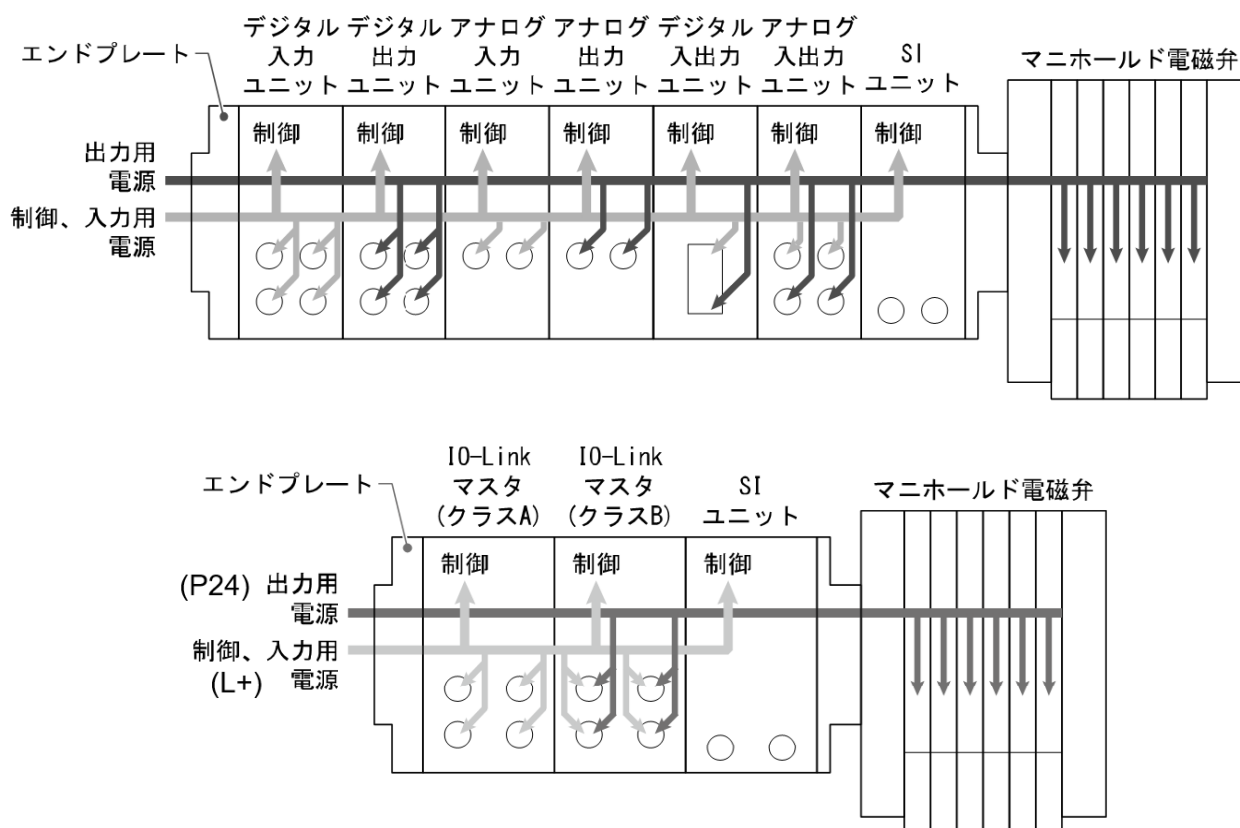 エンドプレート
デジタル
入力
ユニット
デジタル
出力
ユニット
アナログ
入力
ユニット
アナログ
出力
ユニット
デジタル
入出力
ユニット
アナログ
入出力
ユニット
SI
ユニット
マニホールド電磁弁
制御
制御
制御
制御
制御
制御
制御
出力用
電源
制御、入力用
電源
エンドプレート
IO-Link
マスタ
(クラスA)
IO-Link
マスタ
(クラスB)
SI
ユニット
マニホールド電磁弁
制御
制御
制御
(P24) 出力用
電源
制御、入力用
(L+) 電源